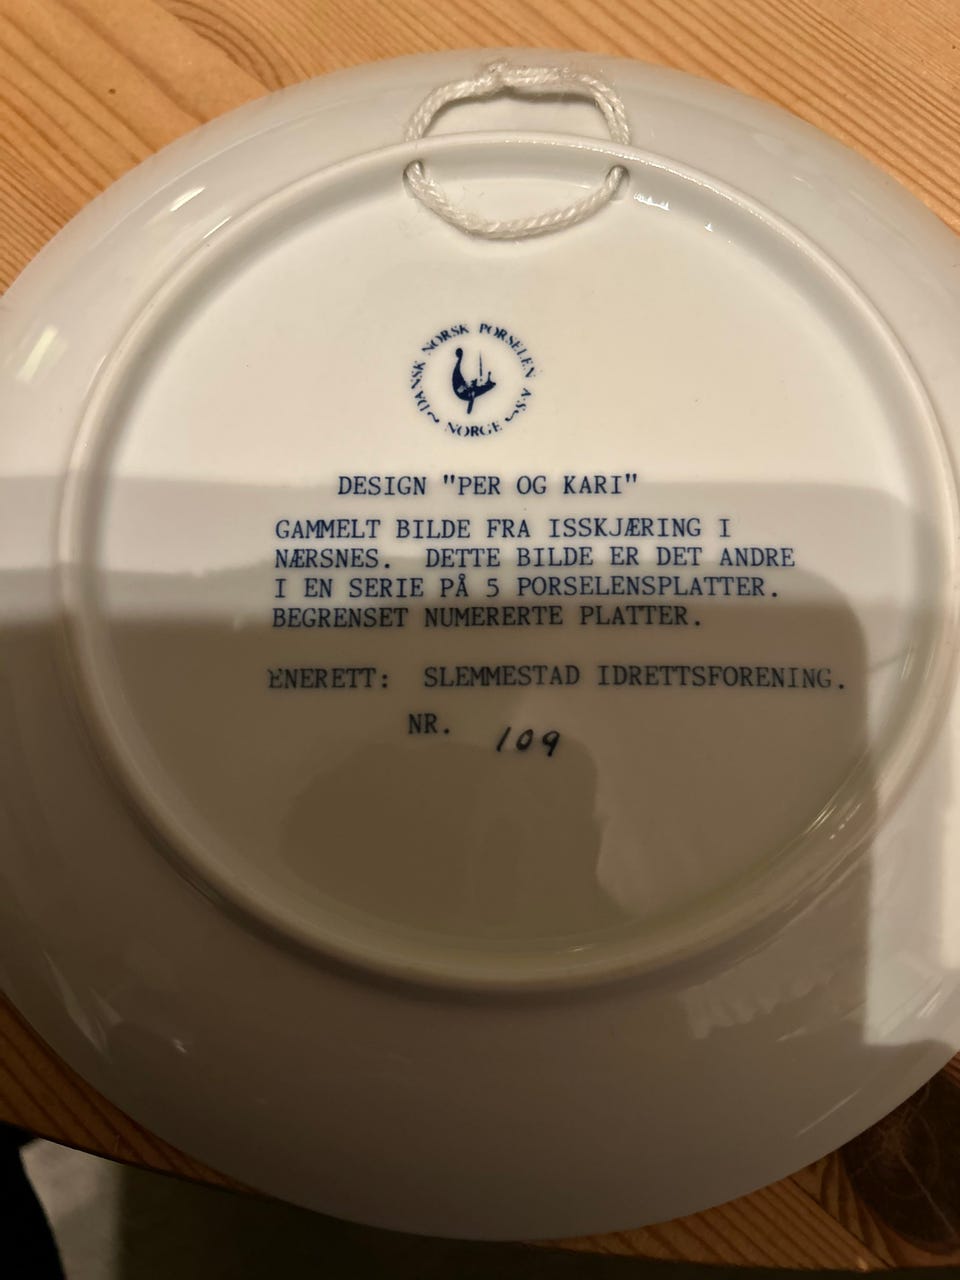 DANSK NORSK PORSELEN A.S.
NORGE
DESIGN "PER OG KARI"
GAMMELT BILDE FRA ISSKJÆRING I
NÆRSNES. DETTE BILDE ER DET ANDRE
I EN SERIE PÅ 5 PORSELENSPLATTER.
BEGRENSET NUMERERTE PLATTER.
ENERETT: SLEMMESTAD IDRETTSFORENING.
NR. 109